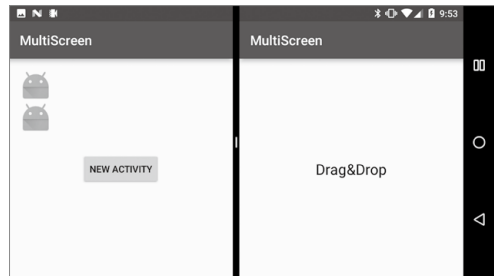 9:53
MultiScreen
MultiScreen
NEW ACTIVITY
Drag&Drop